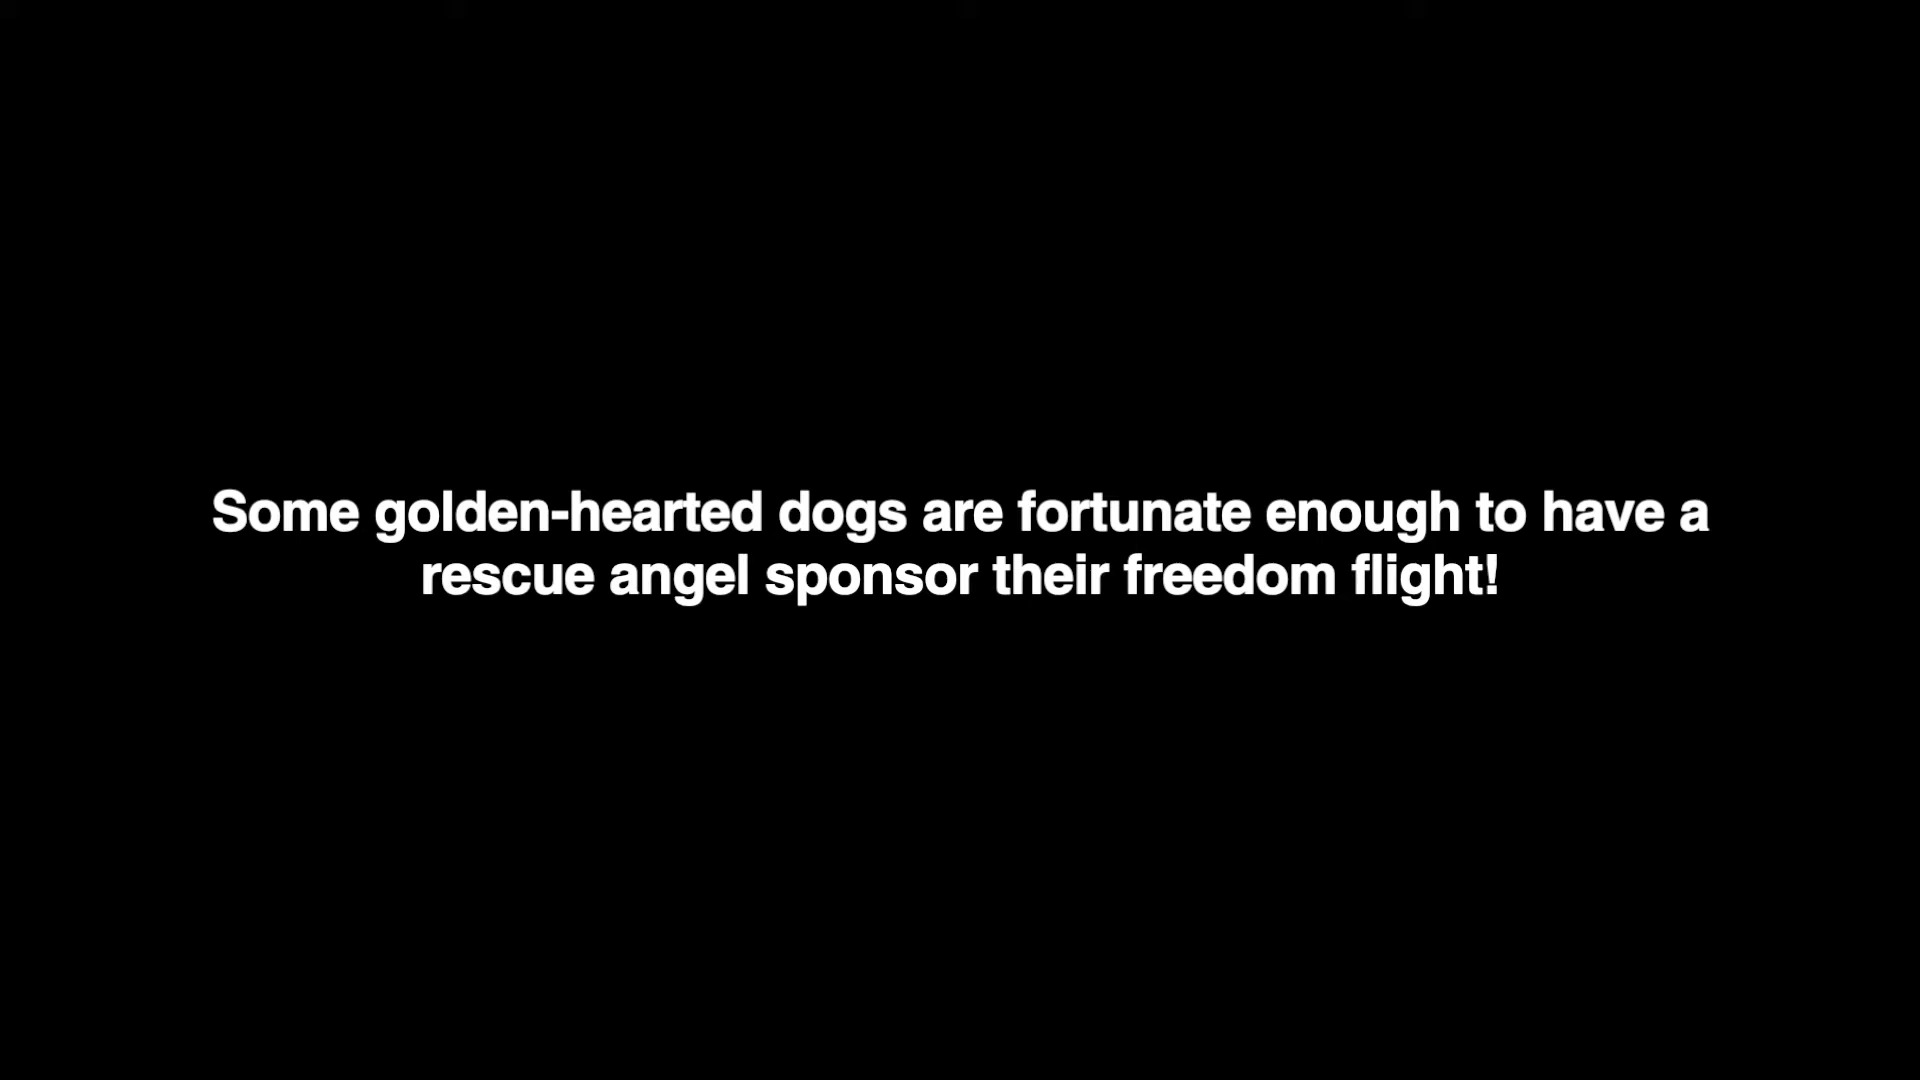 Some golden-hearted dogs are fortunate enough to have a
rescue angel sponsor their freedom flight!